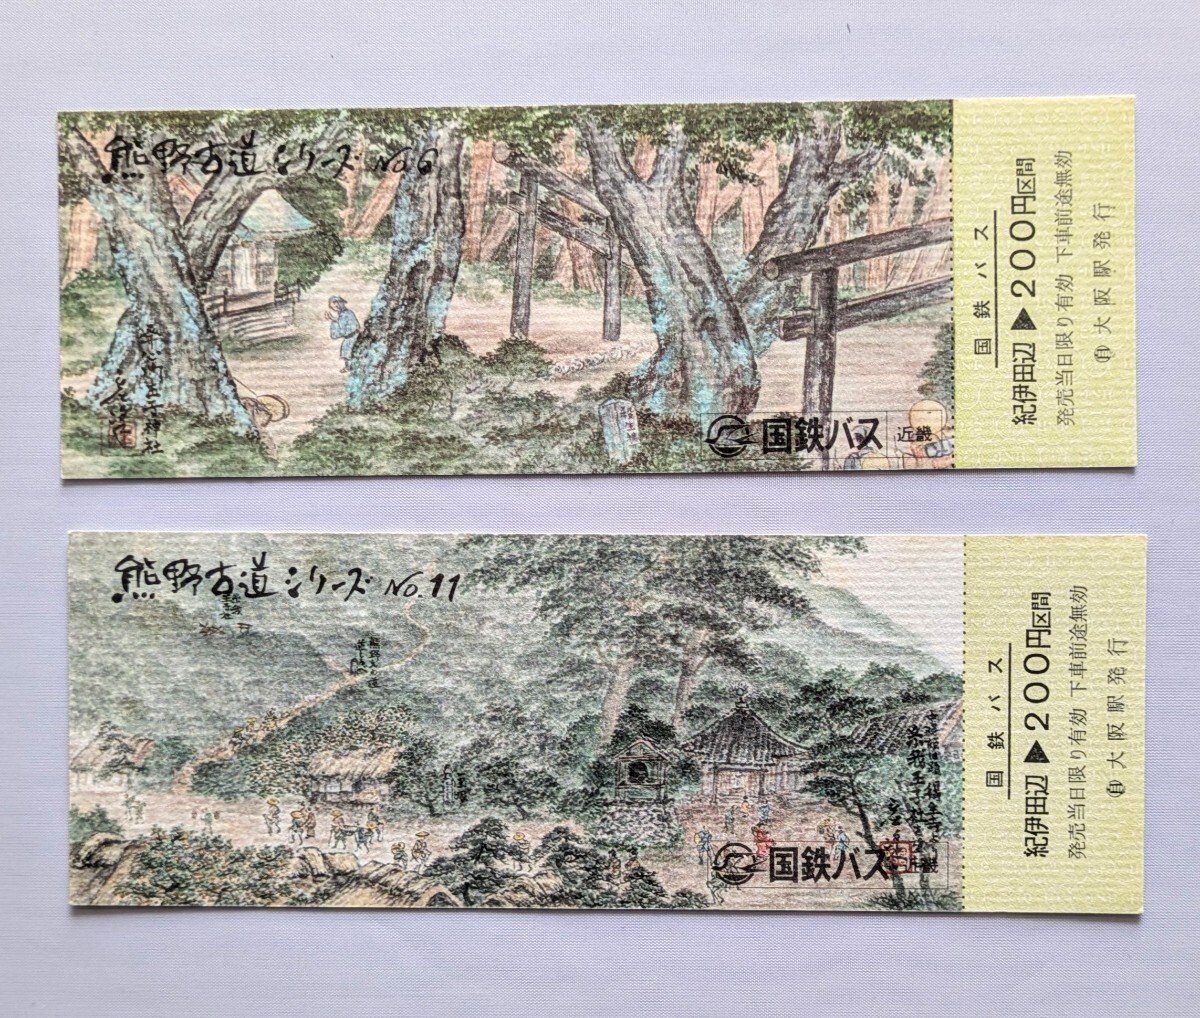 熊野古道シリーズ No.6
神社
国鉄バス 近畿
国鉄バス
紀伊田辺▶200円区間
発売当日限り有効 下車前途無効
自 大阪駅発行
熊野古道シリーズ No.11
国鉄バス 近畿
国鉄バス
紀伊田辺▶200円区間
発売当日限り有効 下車前途無効
自 大阪駅発行